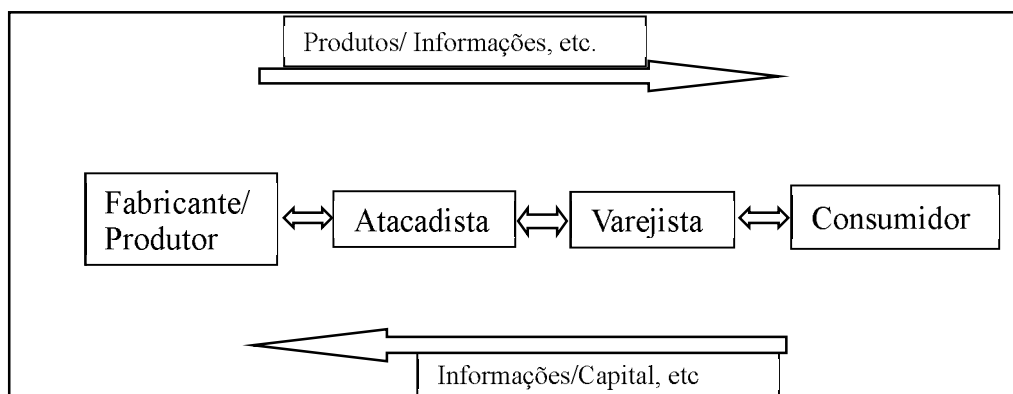 Produtos/ Informações, etc.
Fabricante/
Produtor
Atacadista
Varejista
Consumidor
Informações/Capital, etc